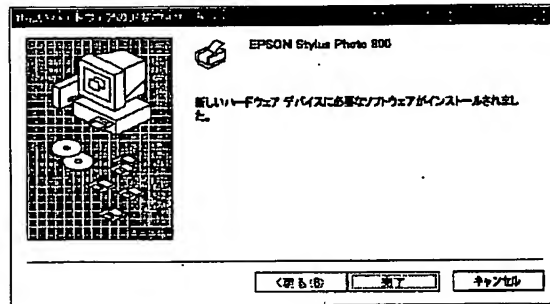 EPSON Stylus Photo 800
新しいハードウェア デバイスに必要なソフトウェアがインストールされまし
た。
<戻る(B)
完了
キャンセル